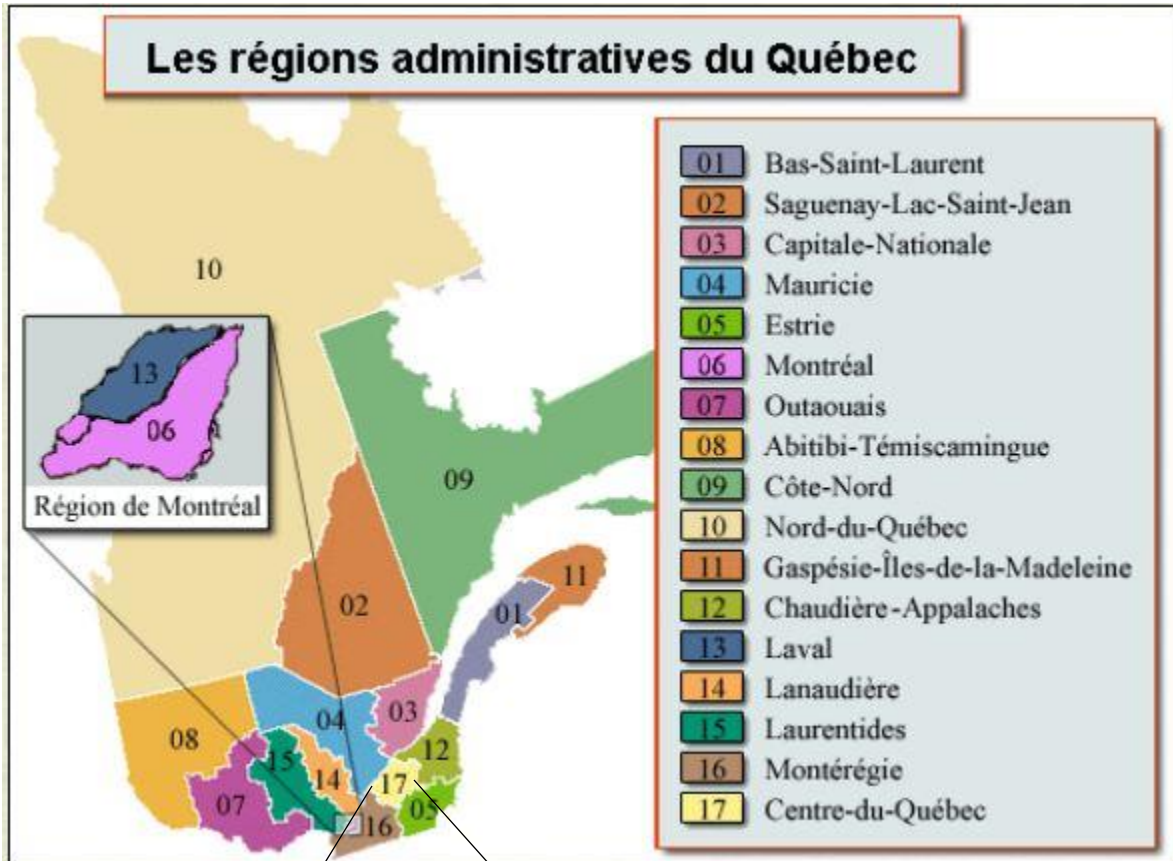 Les régions administratives du Québec
01 Bas-Saint-Laurent
02 Saguenay-Lac-Saint-Jean
03 Capitale-Nationale
04 Mauricie
05 Estrie
06 Montréal
07 Outaouais
08 Abitibi-Témiscamingue
09 Côte-Nord
10 Nord-du-Québec
11 Gaspésie-Îles-de-la-Madeleine
12 Chaudière-Appalaches
13 Laval
14 Lanaudière
15 Laurentides
16 Montérégie
17 Centre-du-Québec
10
13
06
Région de Montréal
09
11
02
01
03
04
08
12
15
14
17
07
05
16